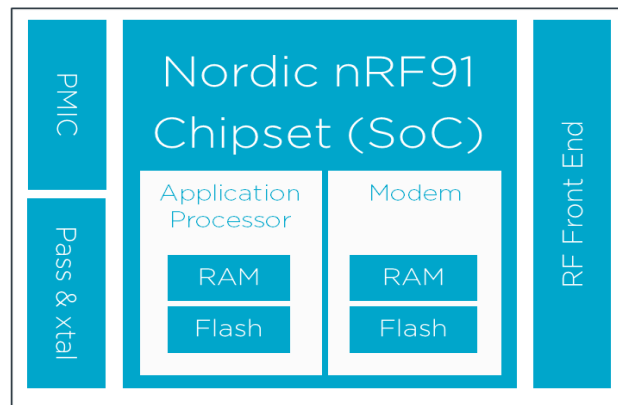 PMIC
Pass & xtal
Nordic nRF91
Chipset (SoC)
Application
Processor
RAM
Flash
Modem
RAM
Flash
RF Front End